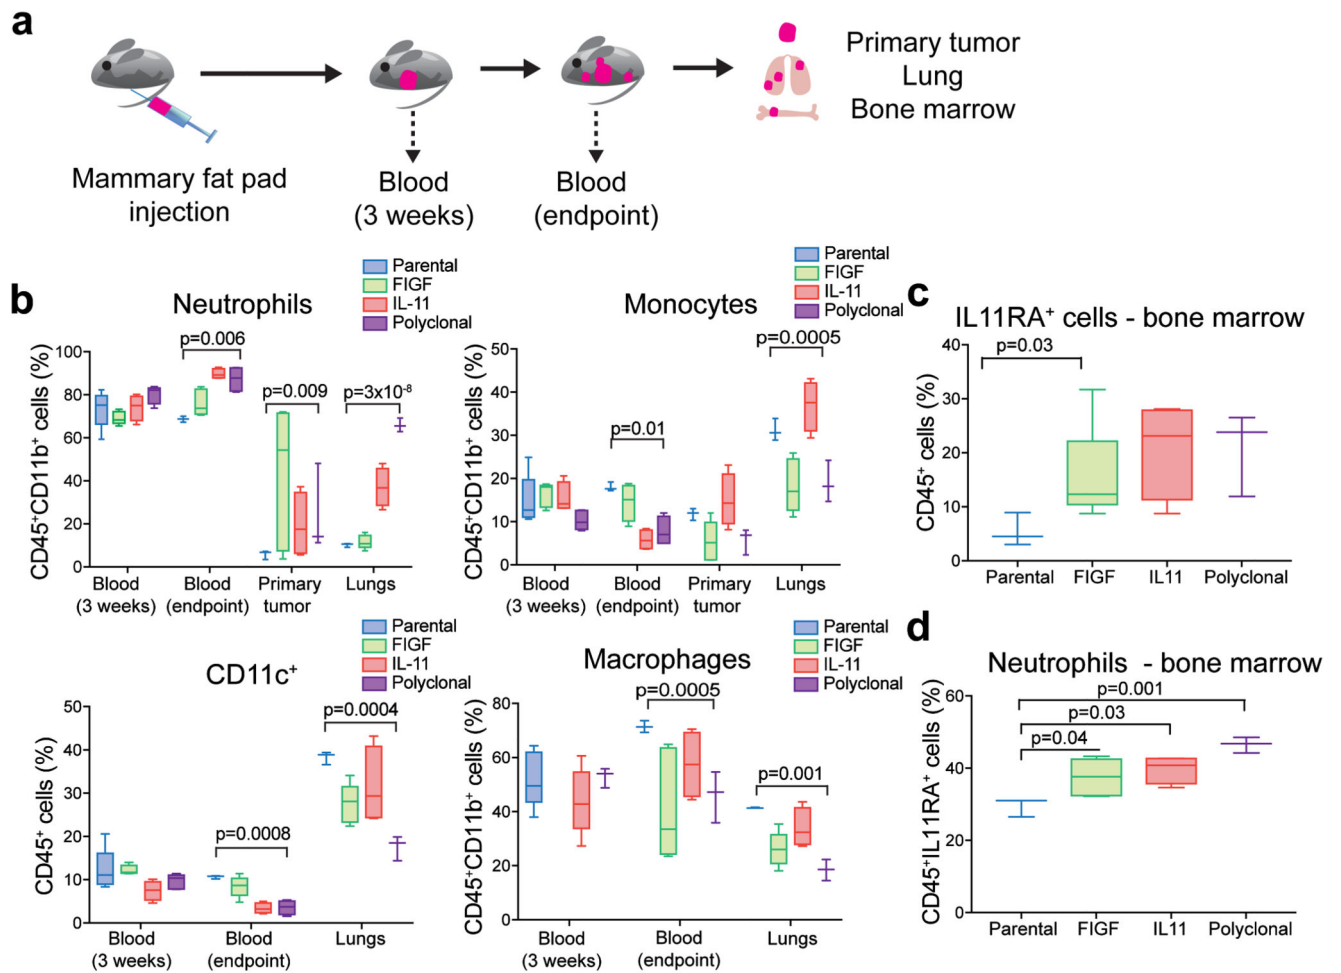 a
Mammary fat pad
injection
Blood
(3 weeks)
Blood
(endpoint)
Primary tumor
Lung
Bone marrow
b
Neutrophils
Parental
FIGF
IL-11
Polyclonal
CD45⁺CD11b⁺ cells (%)
100
80
60
40
20
0
p=0.006
p=0.009
p=3x10⁻⁸
Blood
(3 weeks)
Blood
(endpoint)
Primary
tumor
Lungs
Monocytes
Parental
FIGF
IL-11
Polyclonal
CD45⁺CD11b⁺ cells (%)
50
40
30
20
10
0
p=0.01
p=0.0005
Blood
(3 weeks)
Blood
(endpoint)
Primary
tumor
Lungs
CD11c⁺
Parental
FIGF
IL-11
Polyclonal
CD45⁺ cells (%)
50
40
30
20
10
0
p=0.0008
p=0.0004
Blood
(3 weeks)
Blood
(endpoint)
Lungs
Macrophages
Parental
FIGF
IL-11
Polyclonal
CD45⁺CD11b⁺ cells (%)
80
60
40
20
0
p=0.0005
p=0.001
Blood
(3 weeks)
Blood
(endpoint)
Lungs
c
IL11RA⁺ cells - bone marrow
CD45⁺ cells (%)
40
30
20
10
0
p=0.03
Parental
FIGF
IL11
Polyclonal
d
Neutrophils - bone marrow
CD45⁺IL11RA⁺ cells (%)
60
40
20
0
p=0.001
p=0.03
p=0.04
Parental
FIGF
IL11
Polyclonal